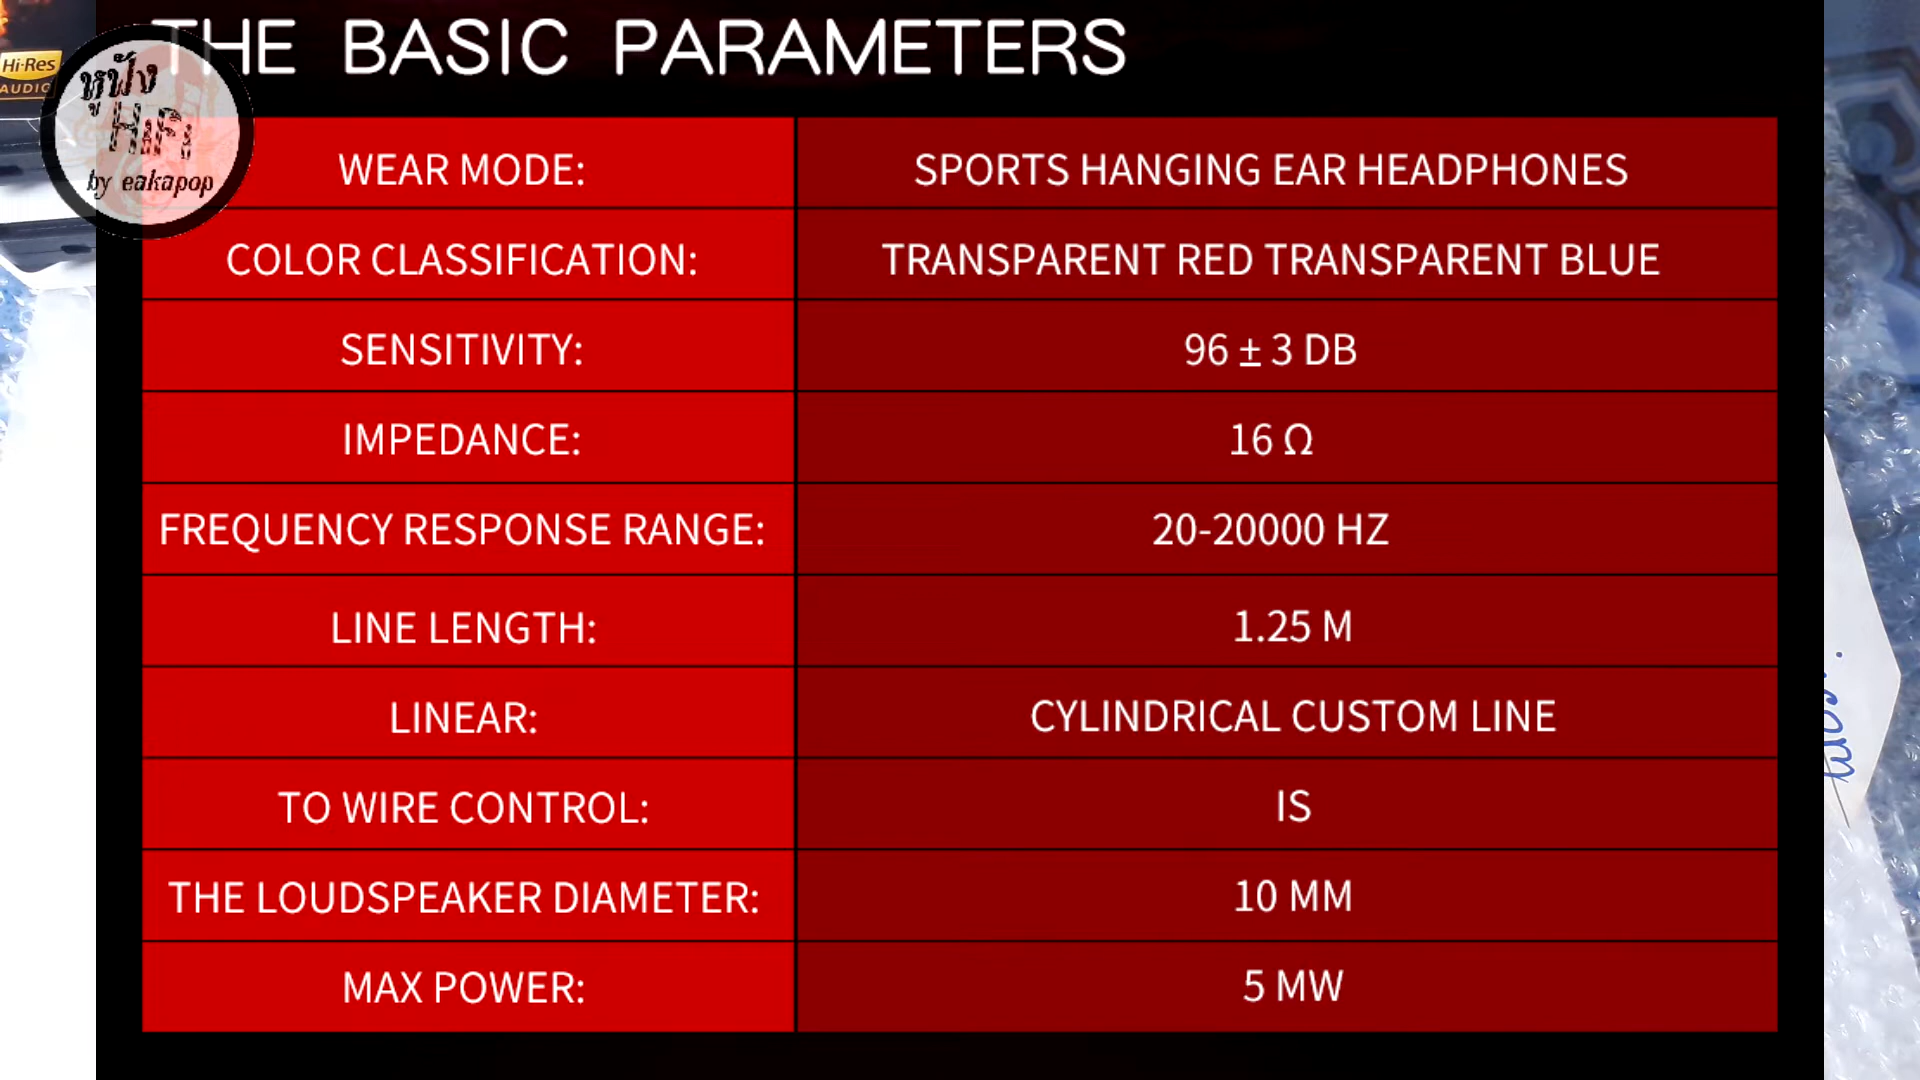 THE BASIC PARAMETERS
Hi-Res
AUDIO
หูฟัง
HiFi
by eakapop
WEAR MODE: SPORTS HANGING EAR HEADPHONES
COLOR CLASSIFICATION: TRANSPARENT RED TRANSPARENT BLUE
SENSITIVITY: 96 ± 3 DB
IMPEDANCE: 16 Ω
FREQUENCY RESPONSE RANGE: 20-20000 HZ
LINE LENGTH: 1.25 M
LINEAR: CYLINDRICAL CUSTOM LINE
TO WIRE CONTROL: IS
THE LOUDSPEAKER DIAMETER: 10 MM
MAX POWER: 5 MW